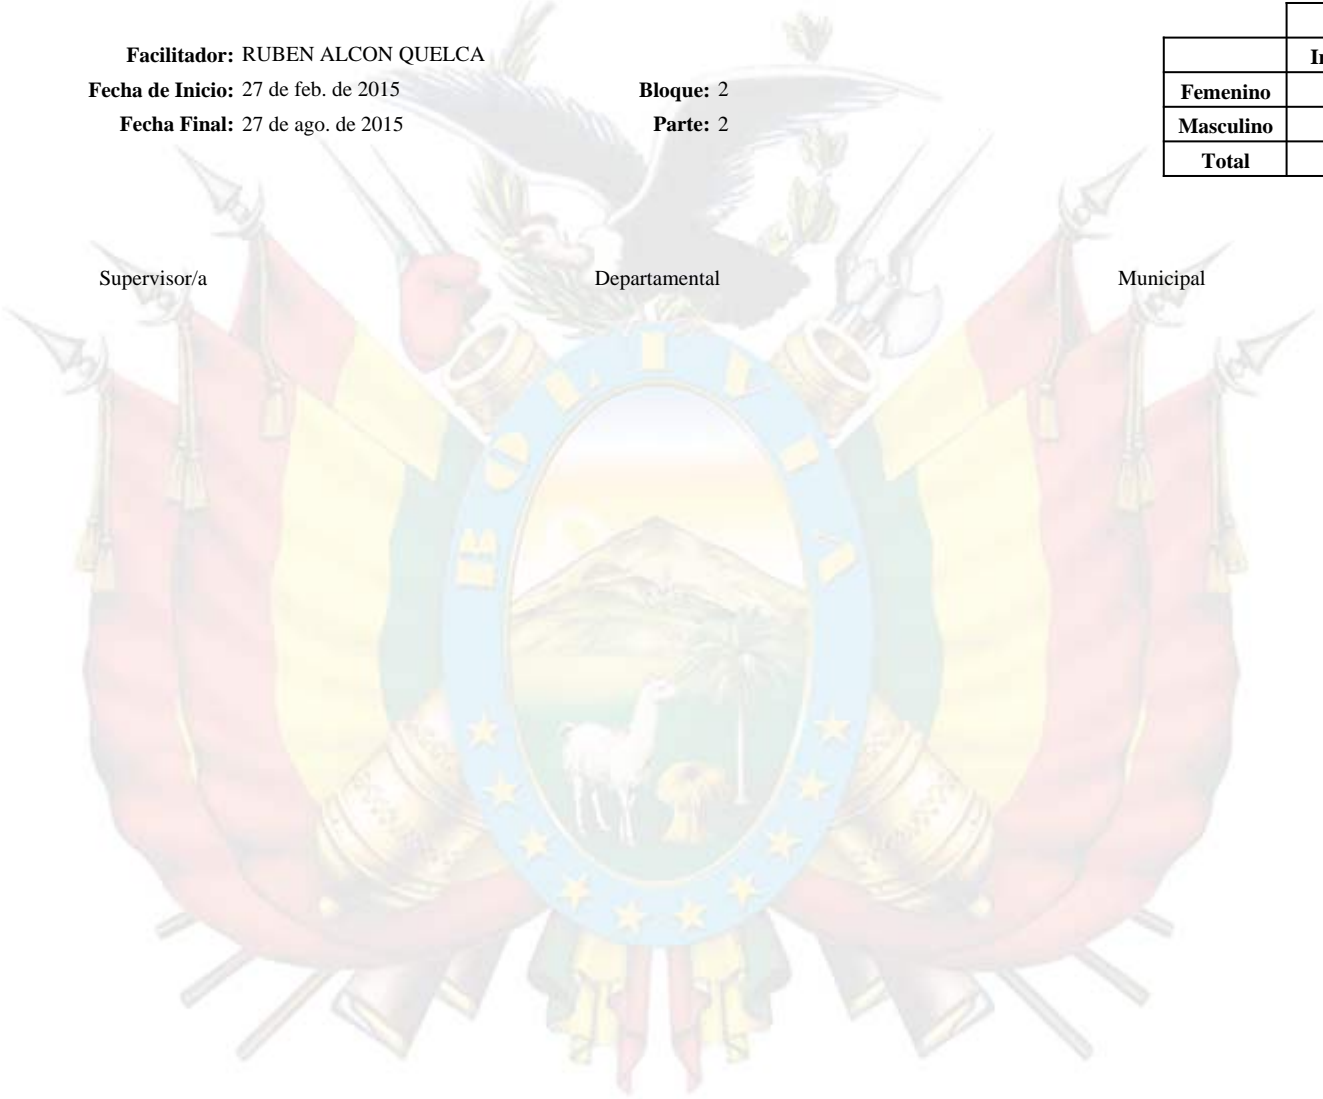 Facilitador: RUBEN ALCON QUELCA
Fecha de Inicio: 27 de feb. de 2015 Bloque: 2
Fecha Final: 27 de ago. de 2015 Parte: 2
Femenino
Masculino
Total
Supervisor/a Departamental Municipal
BOLIVIA